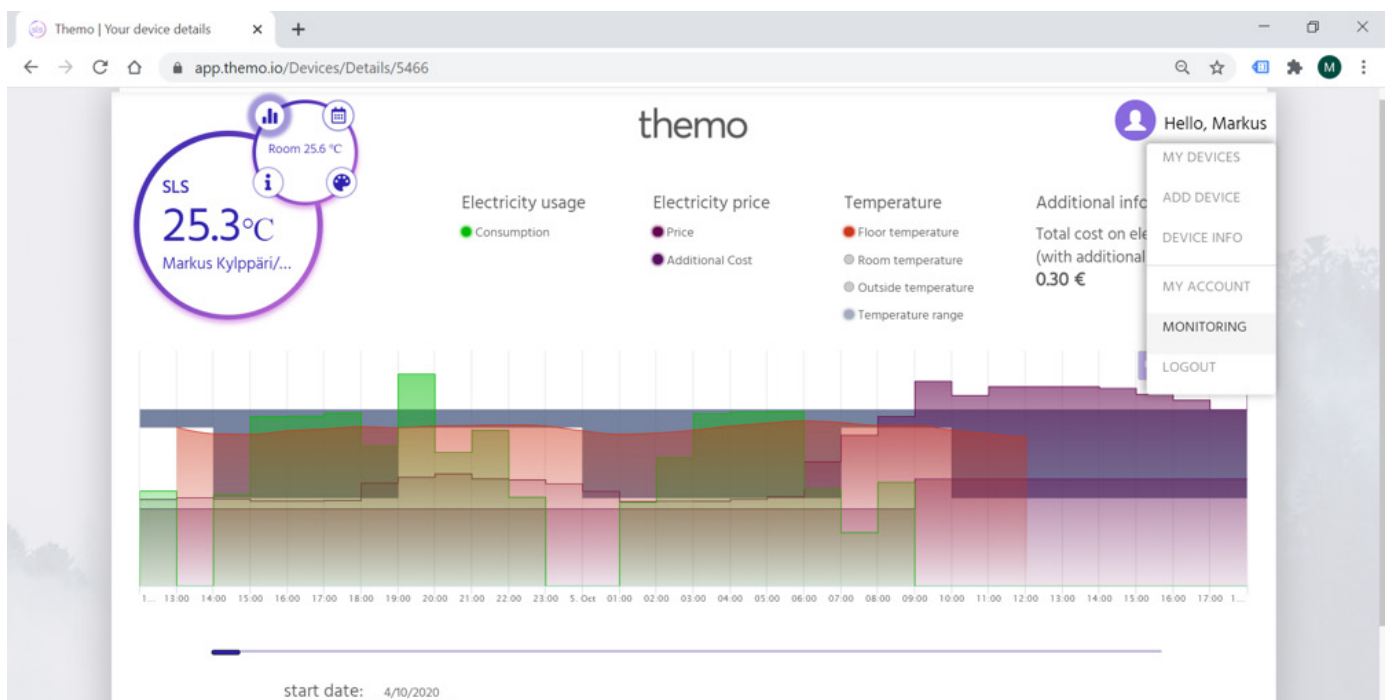 sls Themo | Your device details
app.themo.io/Devices/Details/5466
M
themo
Hello, Markus
Room 25.6 °C
i
SLS
25.3°C
Markus Kylppäri/...
MY DEVICES
ADD DEVICE
DEVICE INFO
MY ACCOUNT
MONITORING
LOGOUT
Electricity usage
Consumption
Electricity price
Price
Additional Cost
Temperature
Floor temperature
Room temperature
Outside temperature
Temperature range
Additional info
Total cost on ele
(with additional
0.30 €
1... 13:00 14:00 15:00 16:00 17:00 18:00 19:00 20:00 21:00 22:00 23:00 5. Oct 01:00 02:00 03:00 04:00 05:00 06:00 07:00 08:00 09:00 10:00 11:00 12:00 13:00 14:00 15:00 16:00 17:00 1...
start date: 4/10/2020